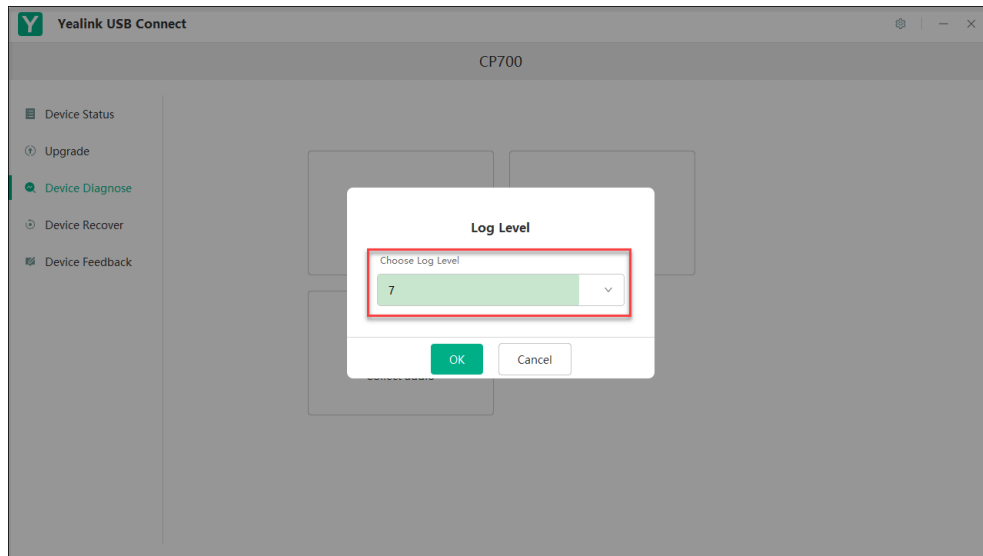 Y Yealink USB Connect
CP700
Device Status
Upgrade
Device Diagnose
Device Recover
Device Feedback
Log Level
Choose Log Level
7
OK Cancel